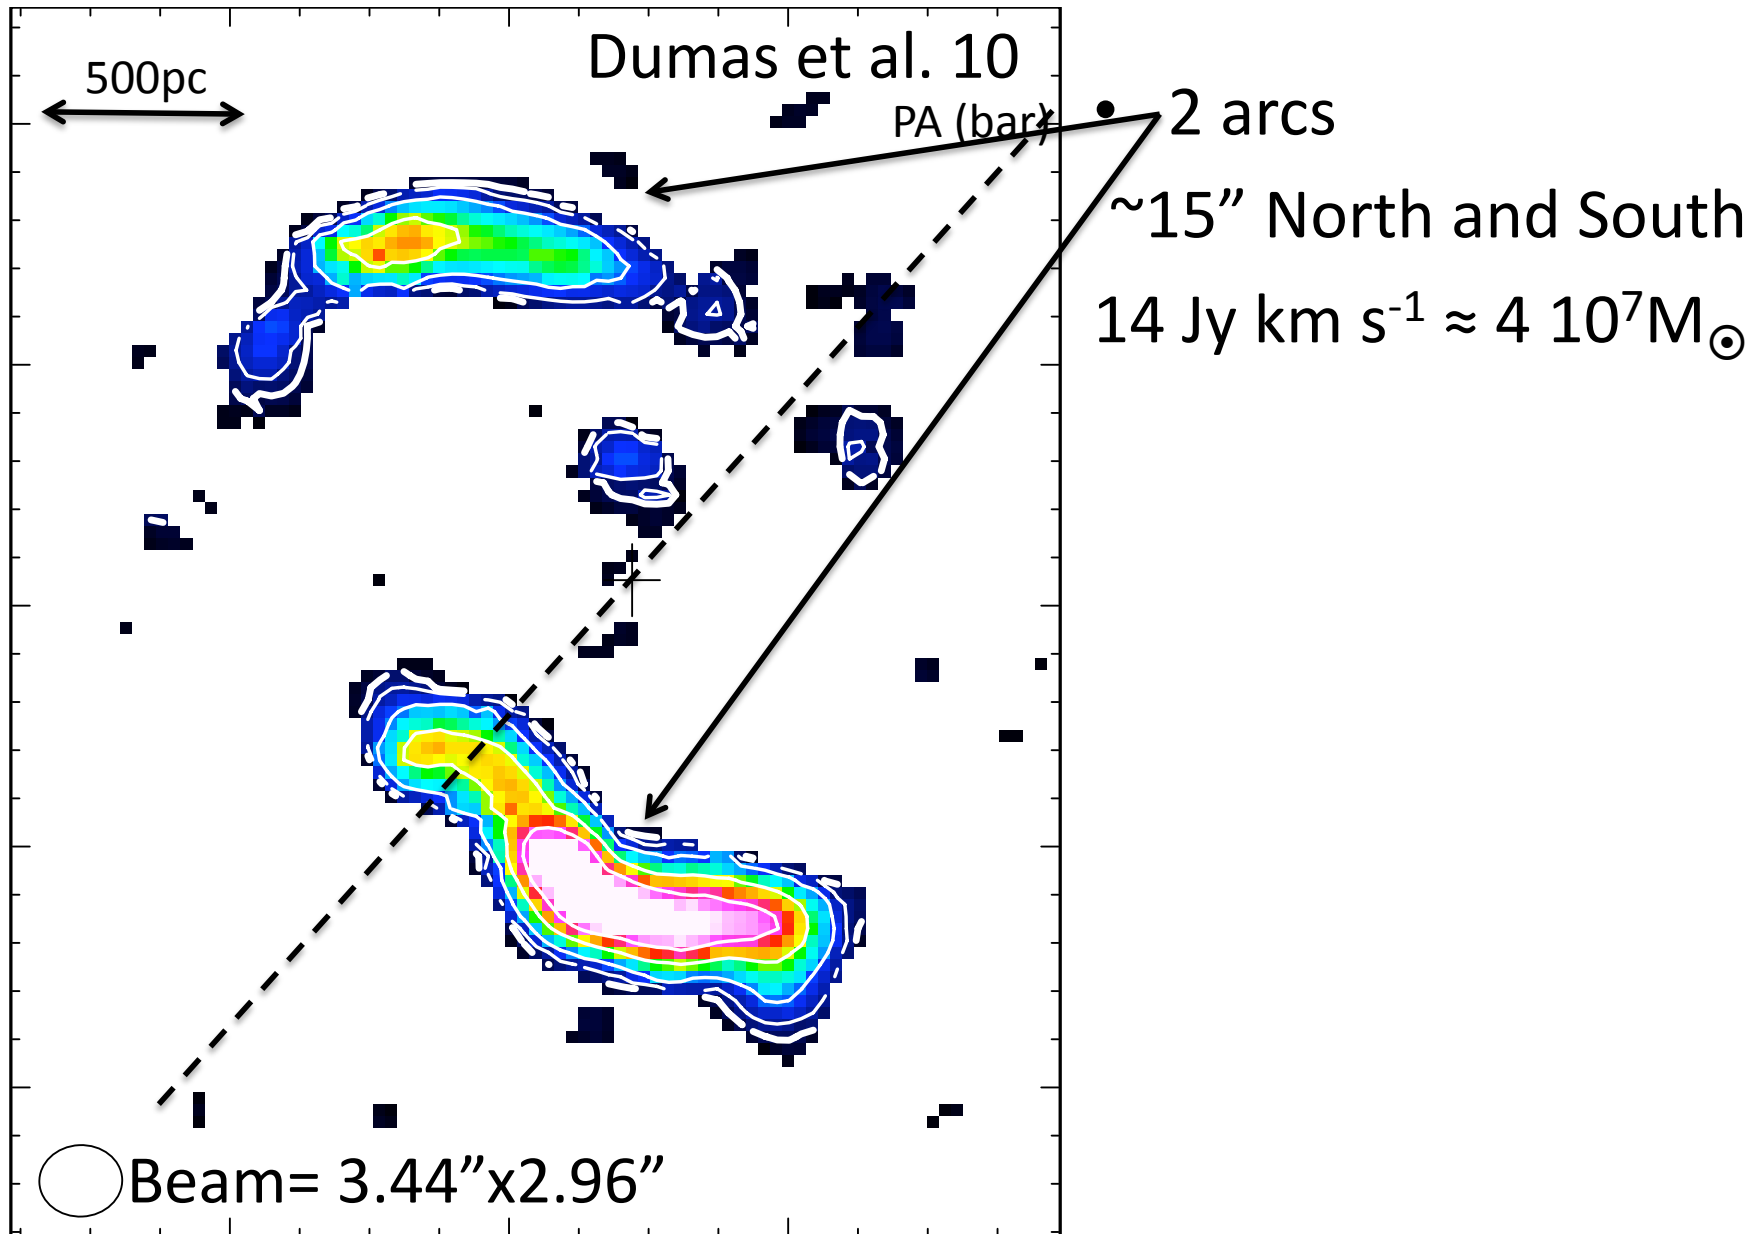 Dumas et al. 10
500pc
PA (bar)
• 2 arcs
~15” North and South
14 Jy km s⁻¹ ≈ 4 10⁷M☉
Beam= 3.44”x2.96”